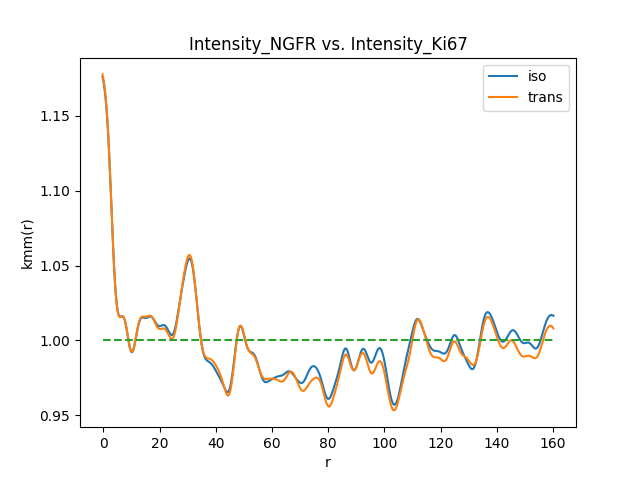 Intensity_NGFR vs. Intensity_Ki67
iso
trans
1.15
1.10
1.05
1.00
0.95
kmm(r)
0 20 40 60 80 100 120 140 160
r